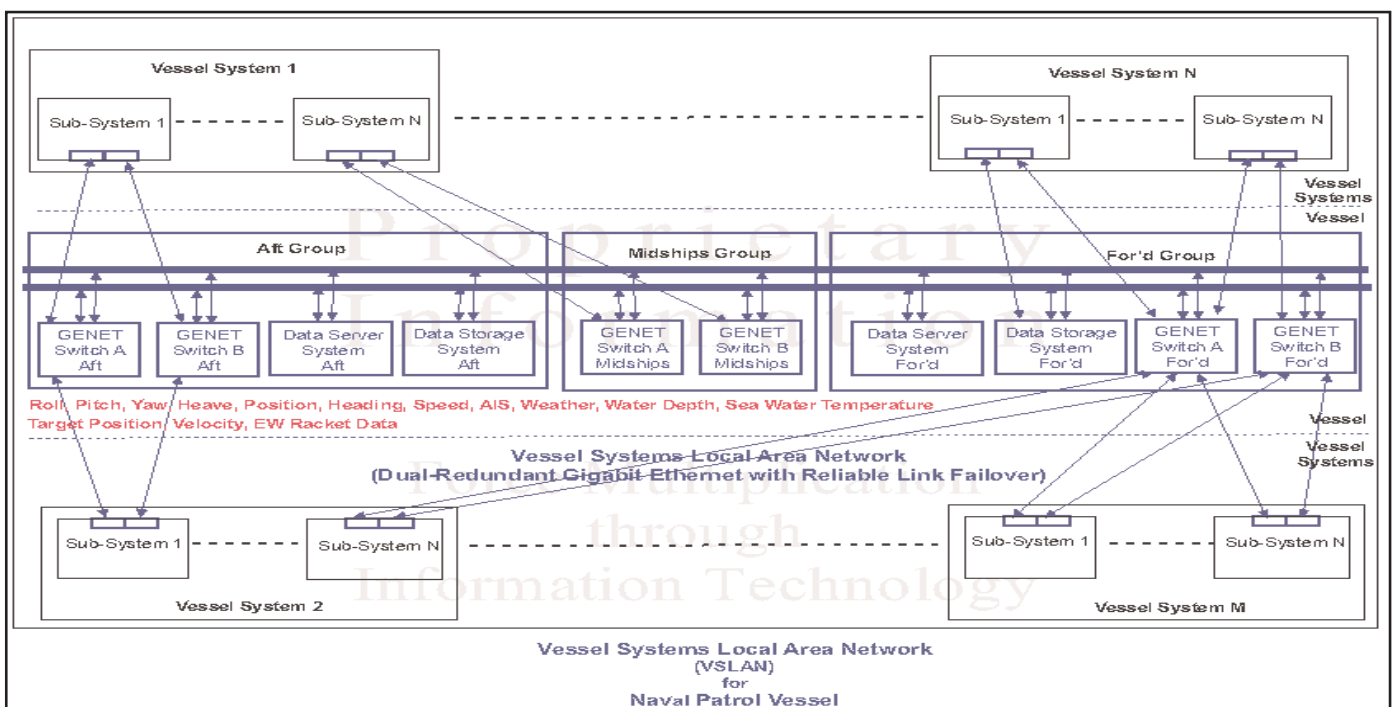 Vessel System 1
Vessel System N
Sub-System 1
Sub-System N
Sub-System 1
Sub-System N
Vessel
Systems
Vessel
Proprietary
Information
Aft Group
Midships Group
For'd Group
GENET
Switch A
Aft
GENET
Switch B
Aft
Data Server
System
Aft
Data Storage
System
Aft
GENET
Switch A
Midships
GENET
Switch B
Midships
Data Server
System
For'd
Data Storage
System
For'd
GENET
Switch A
For'd
GENET
Switch B
For'd
Roll, Pitch, Yaw, Heave, Position, Heading, Speed, AIS, Weather, Water Depth, Sea Water Temperature
Target Position, Velocity, EW Racket Data
Vessel
Vessel
Systems
Vessel Systems Local Area Network
(Dual-Redundant Gigabit Ethernet with Reliable Link Failover)
Force Multiplication
through
Information Technology
Sub-System 1
Sub-System N
Sub-System 1
Sub-System N
Vessel System 2
Vessel System M
Vessel Systems Local Area Network
(VSLAN)
for
Naval Patrol Vessel